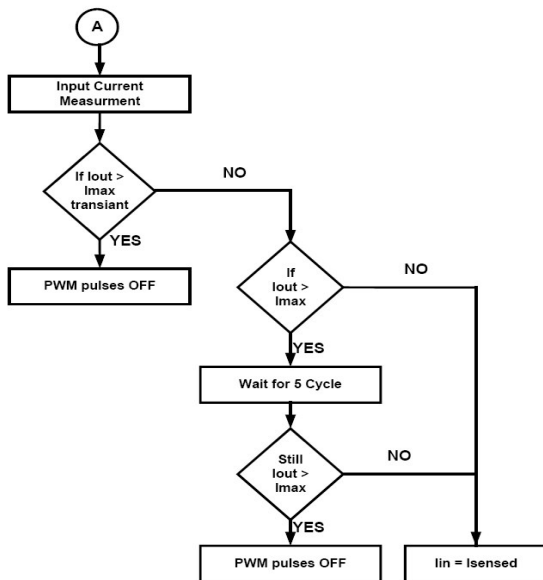 A
Input Current
Measurment
If Iout >
Imax
transiant
NO
YES
PWM pulses OFF
If
Iout >
Imax
NO
YES
Wait for 5 Cycle
Still
Iout >
Imax
NO
YES
PWM pulses OFF
Iin = Isensed